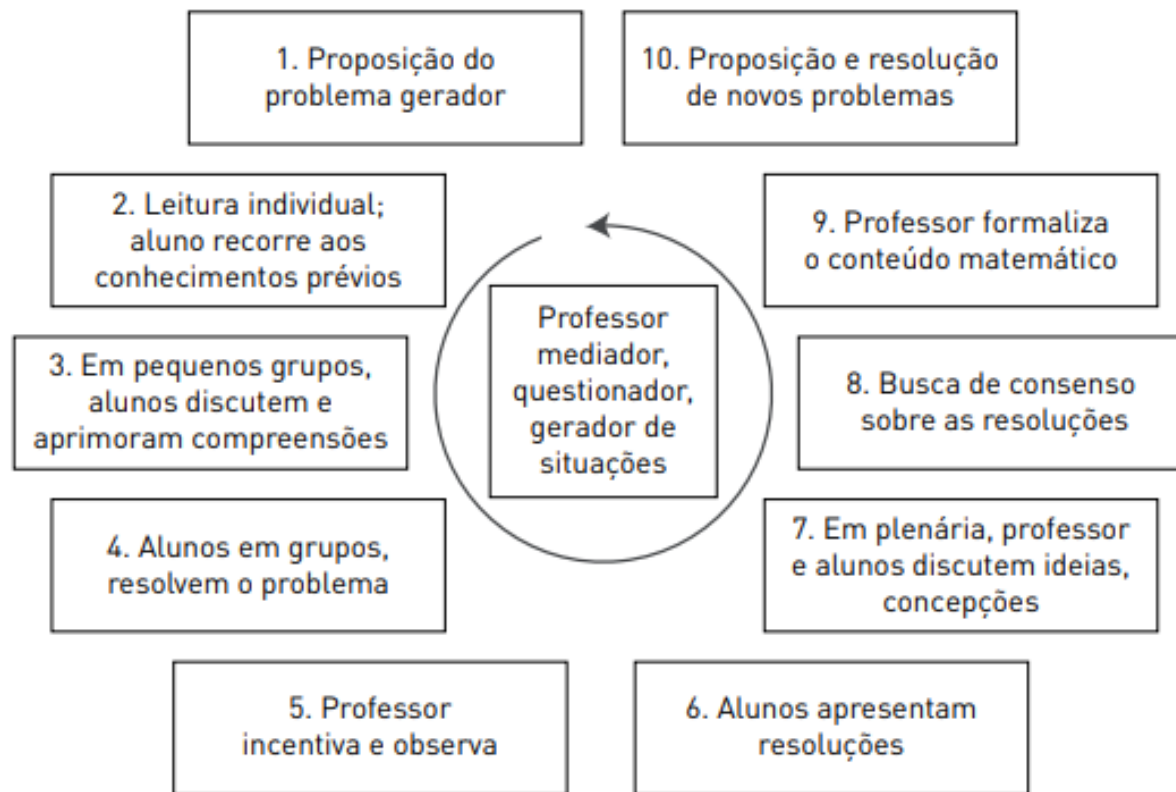 1. Proposição do
problema gerador
2. Leitura individual;
aluno recorre aos
conhecimentos prévios
3. Em pequenos grupos,
alunos discutem e
aprimoram compreensões
4. Alunos em grupos,
resolvem o problema
5. Professor
incentiva e observa
6. Alunos apresentam
resoluções
7. Em plenária, professor
e alunos discutem ideias,
concepções
8. Busca de consenso
sobre as resoluções
9. Professor formaliza
o conteúdo matemático
10. Proposição e resolução
de novos problemas
Professor
mediador,
questionador,
gerador de
situações